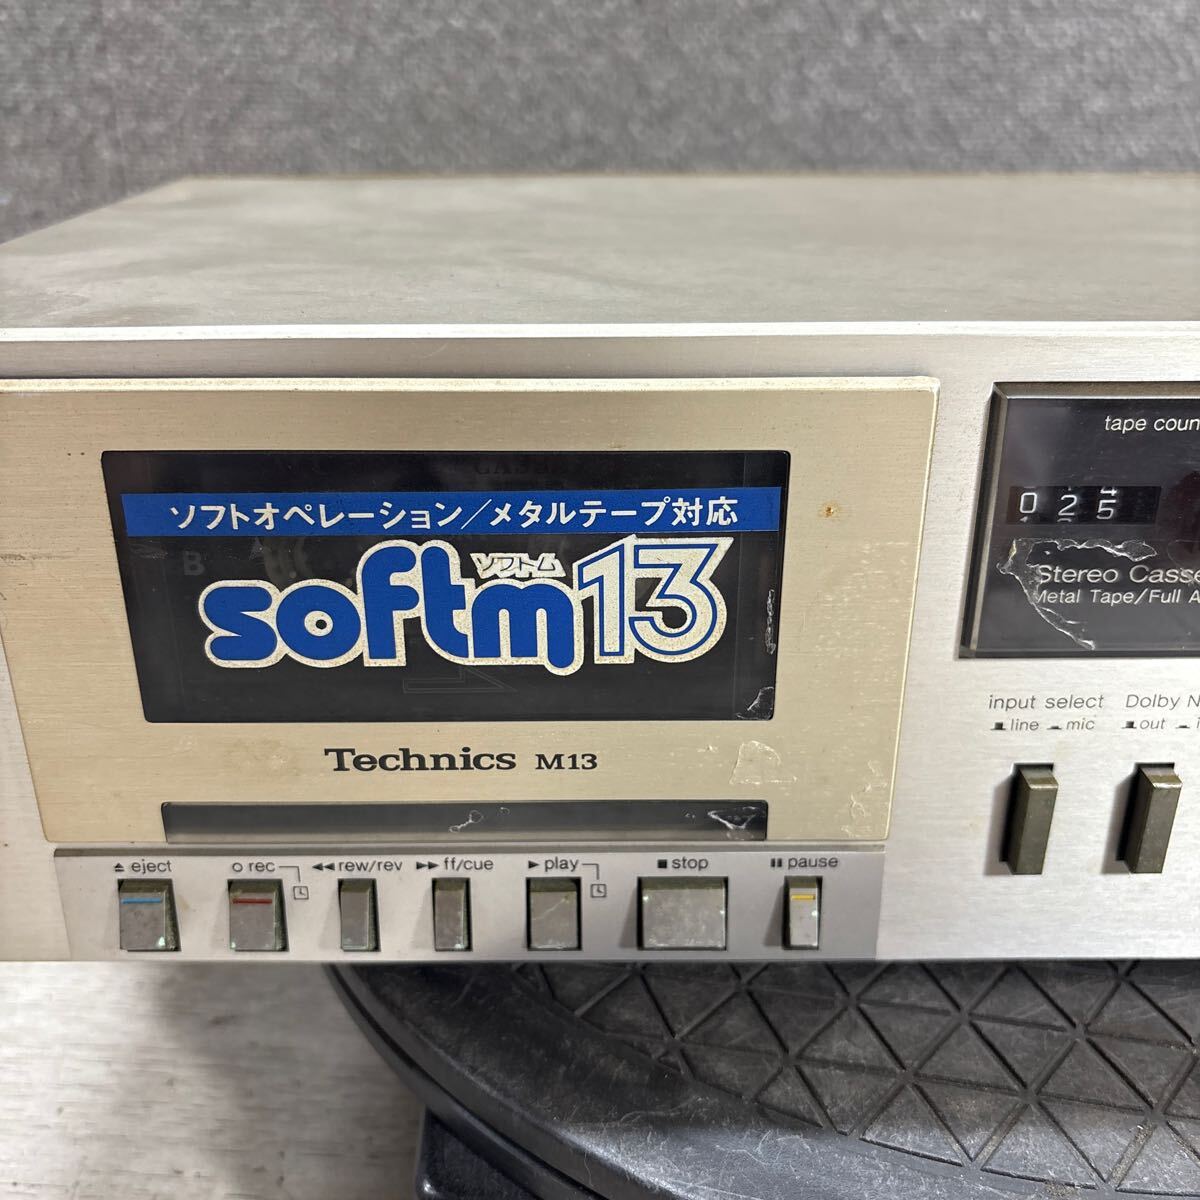 ソフトオペレーション/メタルテープ対応
ソフトム
softm13
Technics M13
tape coun
025
Stereo Casse
Metal Tape/Full A
input select Dolby N
line mic out
eject rec rew/rev ff/cue play stop pause